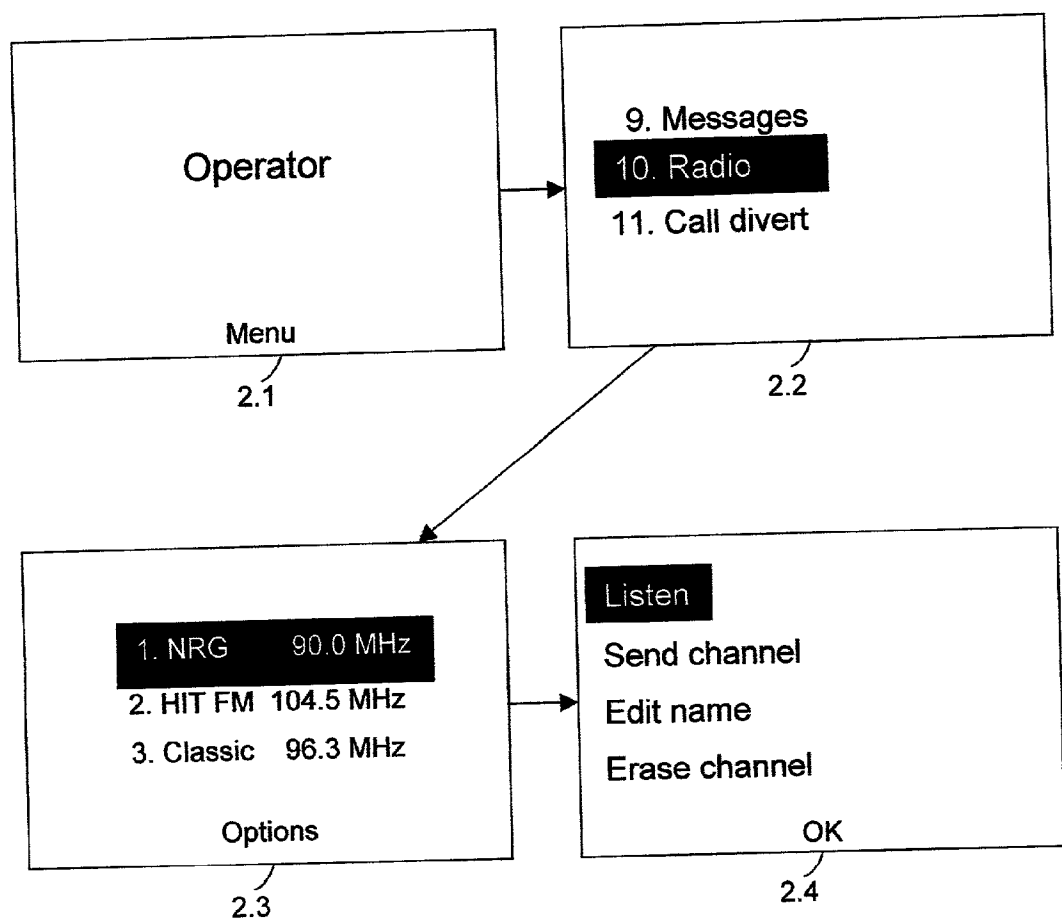 Operator
Menu
2.1
9. Messages
10. Radio
11. Call divert
2.2
1. NRG 90.0 MHz
2. HIT FM 104.5 MHz
3. Classic 96.3 MHz
Options
2.3
Listen
Send channel
Edit name
Erase channel
OK
2.4